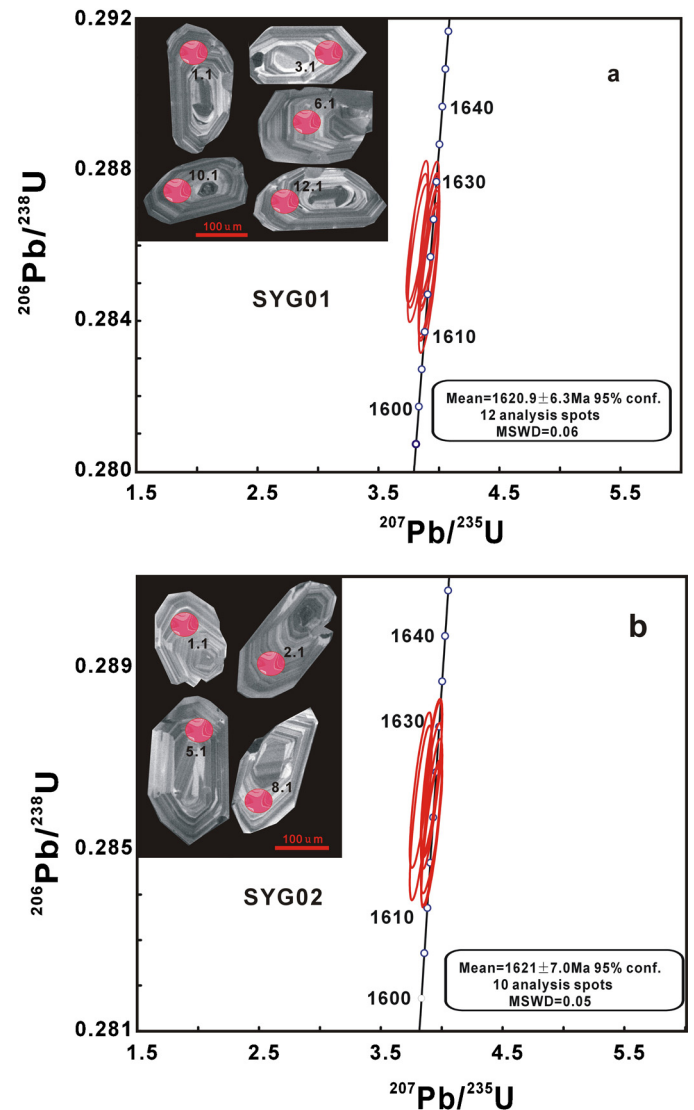 0.292
0.288
0.284
0.280
²⁰⁶Pb/²³⁸U
1.1
3.1
6.1
10.1
12.1
100 um
a
1640
1630
1610
1600
SYG01
Mean=1620.9±6.3Ma 95% conf.
12 analysis spots
MSWD=0.06
1.5 2.5 3.5 4.5 5.5
²⁰⁷Pb/²³⁵U
0.289
0.285
0.281
²⁰⁶Pb/²³⁸U
1.1
2.1
5.1
8.1
100 um
b
1640
1630
1610
1600
SYG02
Mean=1621±7.0Ma 95% conf.
10 analysis spots
MSWD=0.05
1.5 2.5 3.5 4.5 5.5
²⁰⁷Pb/²³⁵U